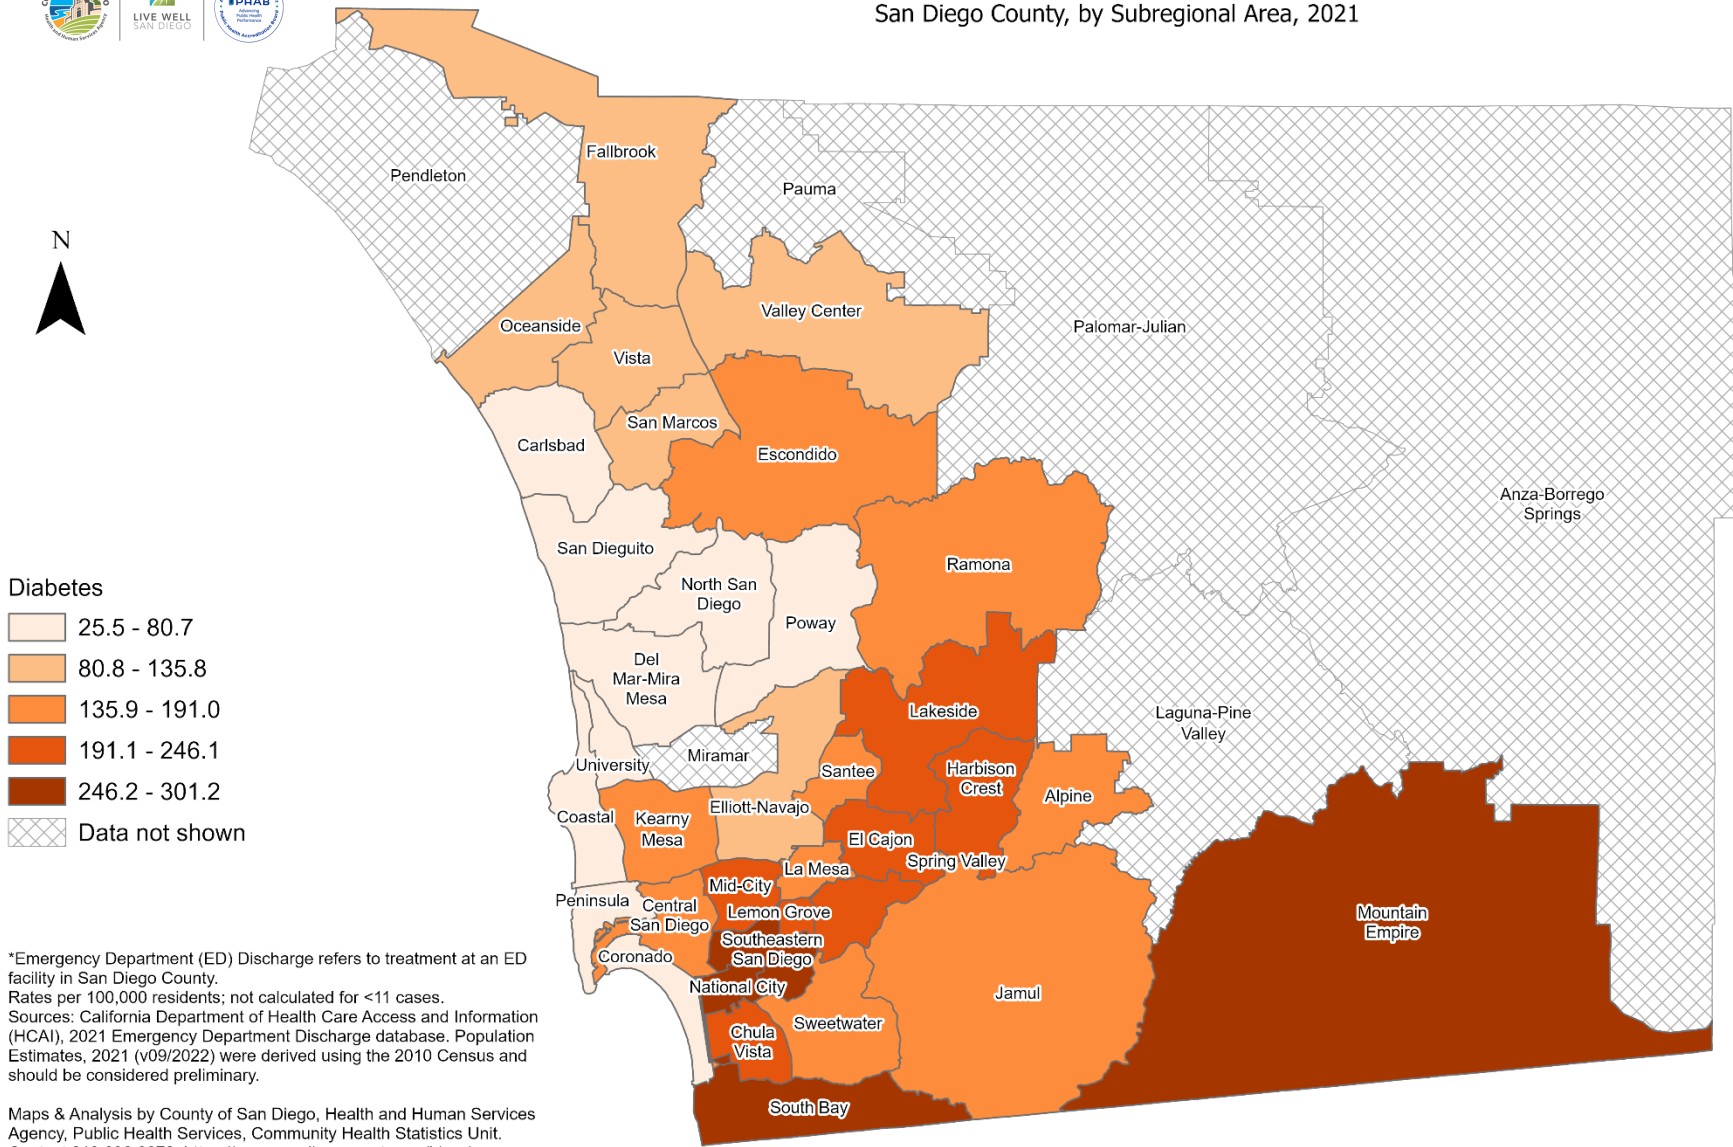 LIVE WELL
SAN DIEGO
PHAB
Advancing
Public Health
Performance
San Diego County, by Subregional Area, 2021
N
Pendleton
Fallbrook
Pauma
Oceanside
Vista
Valley Center
Palomar-Julian
San Marcos
Carlsbad
Escondido
Anza-Borrego
Springs
San Dieguito
Ramona
North San
Diego
Poway
Del
Mar-Mira
Mesa
Lakeside
Laguna-Pine
Valley
Miramar
University
Santee
Harbison
Crest
Alpine
Coastal
Kearny
Mesa
Elliott-Navajo
El Cajon
Spring Valley
La Mesa
Mid-City
Peninsula
Central
San Diego
Lemon Grove
Southeastern
San Diego
Coronado
National City
Mountain
Empire
Jamul
Sweetwater
Chula
Vista
South Bay
Diabetes
25.5 - 80.7
80.8 - 135.8
135.9 - 191.0
191.1 - 246.1
246.2 - 301.2
Data not shown
*Emergency Department (ED) Discharge refers to treatment at an ED
facility in San Diego County.
Rates per 100,000 residents; not calculated for <11 cases.
Sources: California Department of Health Care Access and Information
(HCAI), 2021 Emergency Department Discharge database. Population
Estimates, 2021 (v09/2022) were derived using the 2010 Census and
should be considered preliminary.
Maps & Analysis by County of San Diego, Health and Human Services
Agency, Public Health Services, Community Health Statistics Unit.